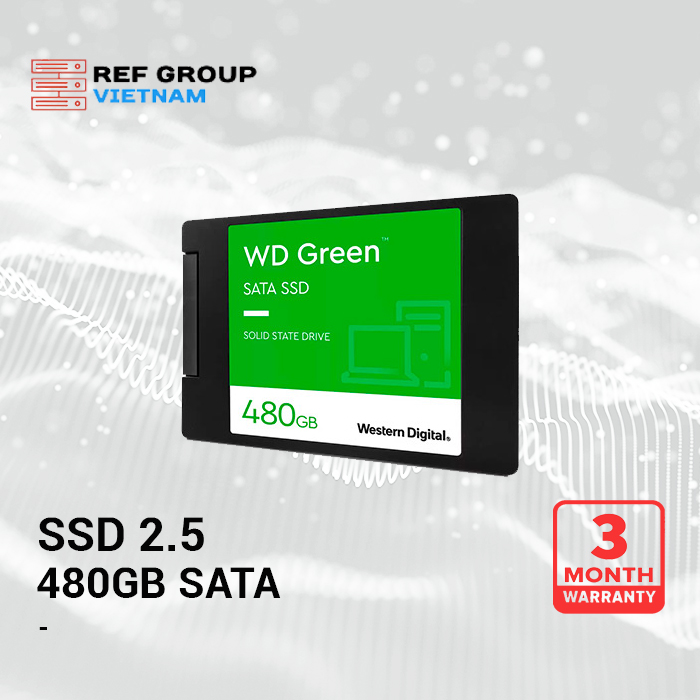 REF GROUP
VIETNAM
WD Green™
SATA SSD
SOLID STATE DRIVE
480GB
Western Digital®
SSD 2.5
480GB SATA
-
3
MONTH
WARRANTY